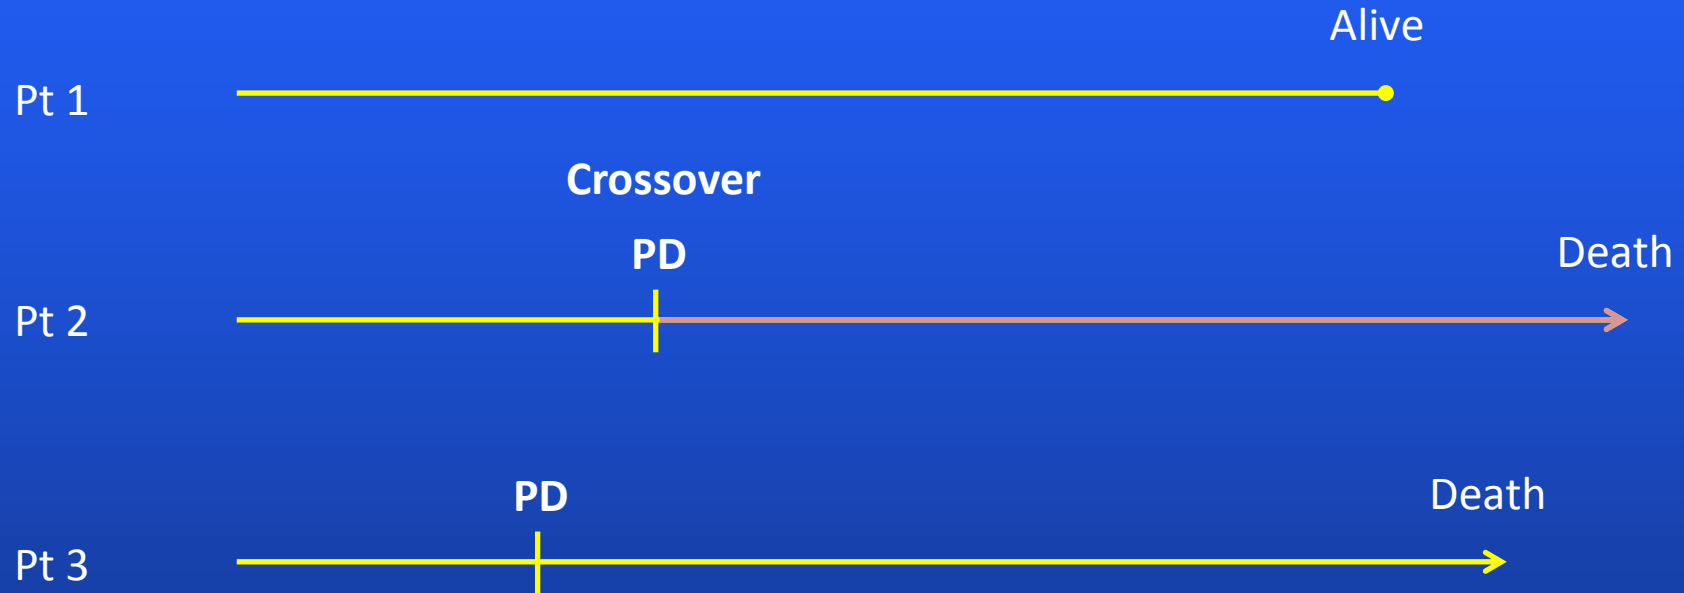 Alive
Pt 1
Crossover
PD
Death
Pt 2
PD
Death
Pt 3